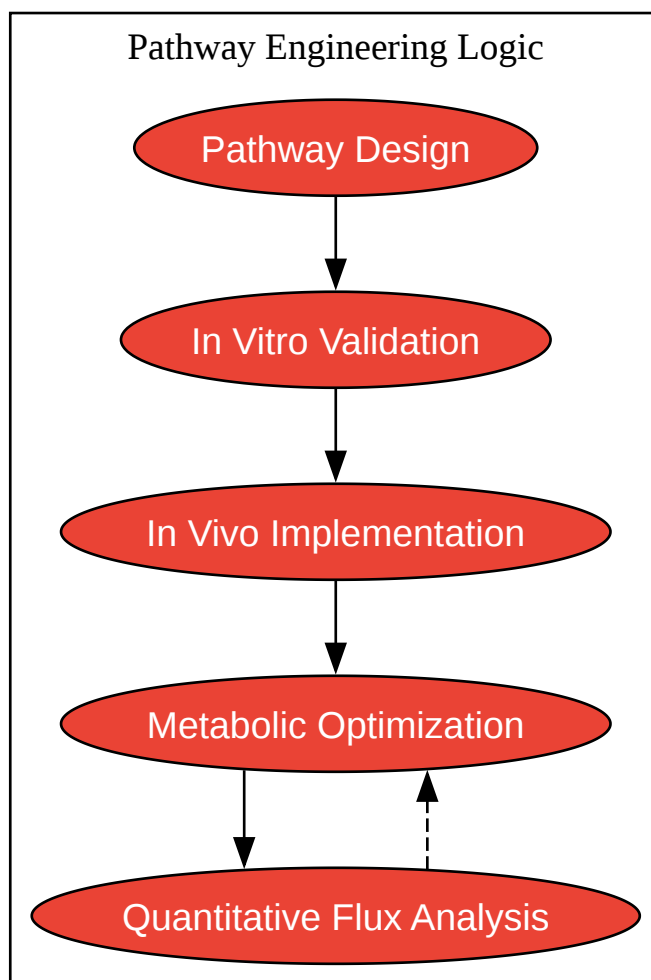 Pathway Engineering Logic
Pathway Design
In Vitro Validation
In Vivo Implementation
Metabolic Optimization
Quantitative Flux Analysis